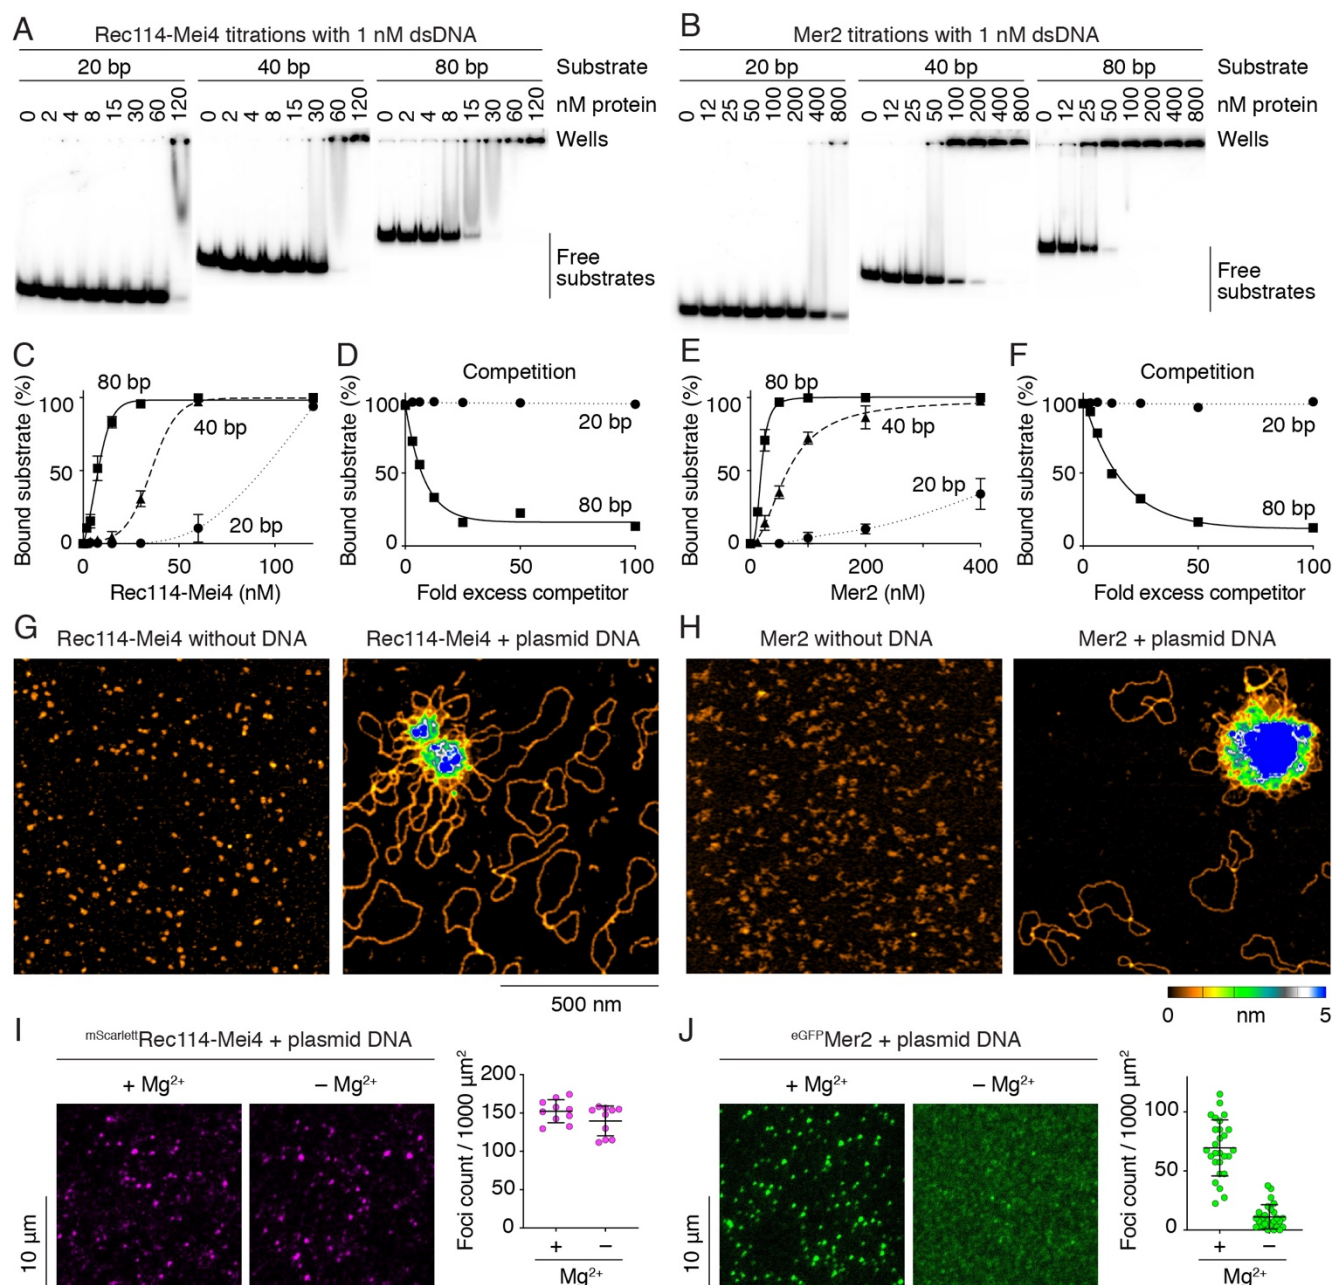 A
Rec114-Mei4 titrations with 1 nM dsDNA
20 bp 40 bp 80 bp Substrate
0 2 4 8 15 30 60 120 0 2 4 8 15 30 60 120 0 2 4 8 15 30 60 120 nM protein
Wells
Free
substrates
B
Mer2 titrations with 1 nM dsDNA
20 bp 40 bp 80 bp Substrate
0 12 25 50 100 200 400 800 0 12 25 50 100 200 400 800 0 12 25 50 100 200 400 800 nM protein
Wells
Free
substrates
C
Bound substrate (%)
100
50
0
80 bp
40 bp
20 bp
0 50 100
Rec114-Mei4 (nM)
D
Competition
Bound substrate (%)
100
50
0
20 bp
80 bp
0 50 100
Fold excess competitor
E
Bound substrate (%)
100
50
0
80 bp
40 bp
20 bp
0 200 400
Mer2 (nM)
F
Competition
Bound substrate (%)
100
50
0
20 bp
80 bp
0 50 100
Fold excess competitor
G
Rec114-Mei4 without DNA Rec114-Mei4 + plasmid DNA
500 nm
H
Mer2 without DNA Mer2 + plasmid DNA
0 nm 5
I
mScarlettRec114-Mei4 + plasmid DNA
+ Mg2+ – Mg2+
10 µm
Foci count / 1000 µm2
200
150
100
50
0
+ –
Mg2+
J
eGFPMer2 + plasmid DNA
+ Mg2+ – Mg2+
10 µm
Foci count / 1000 µm2
100
50
0
+ –
Mg2+